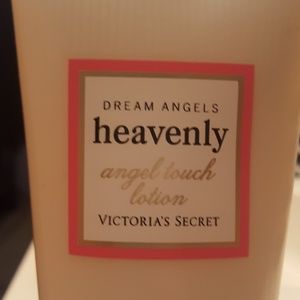 DREAM ANGELS
heavenly
angel touch
lotion
VICTORIA'S SECRET